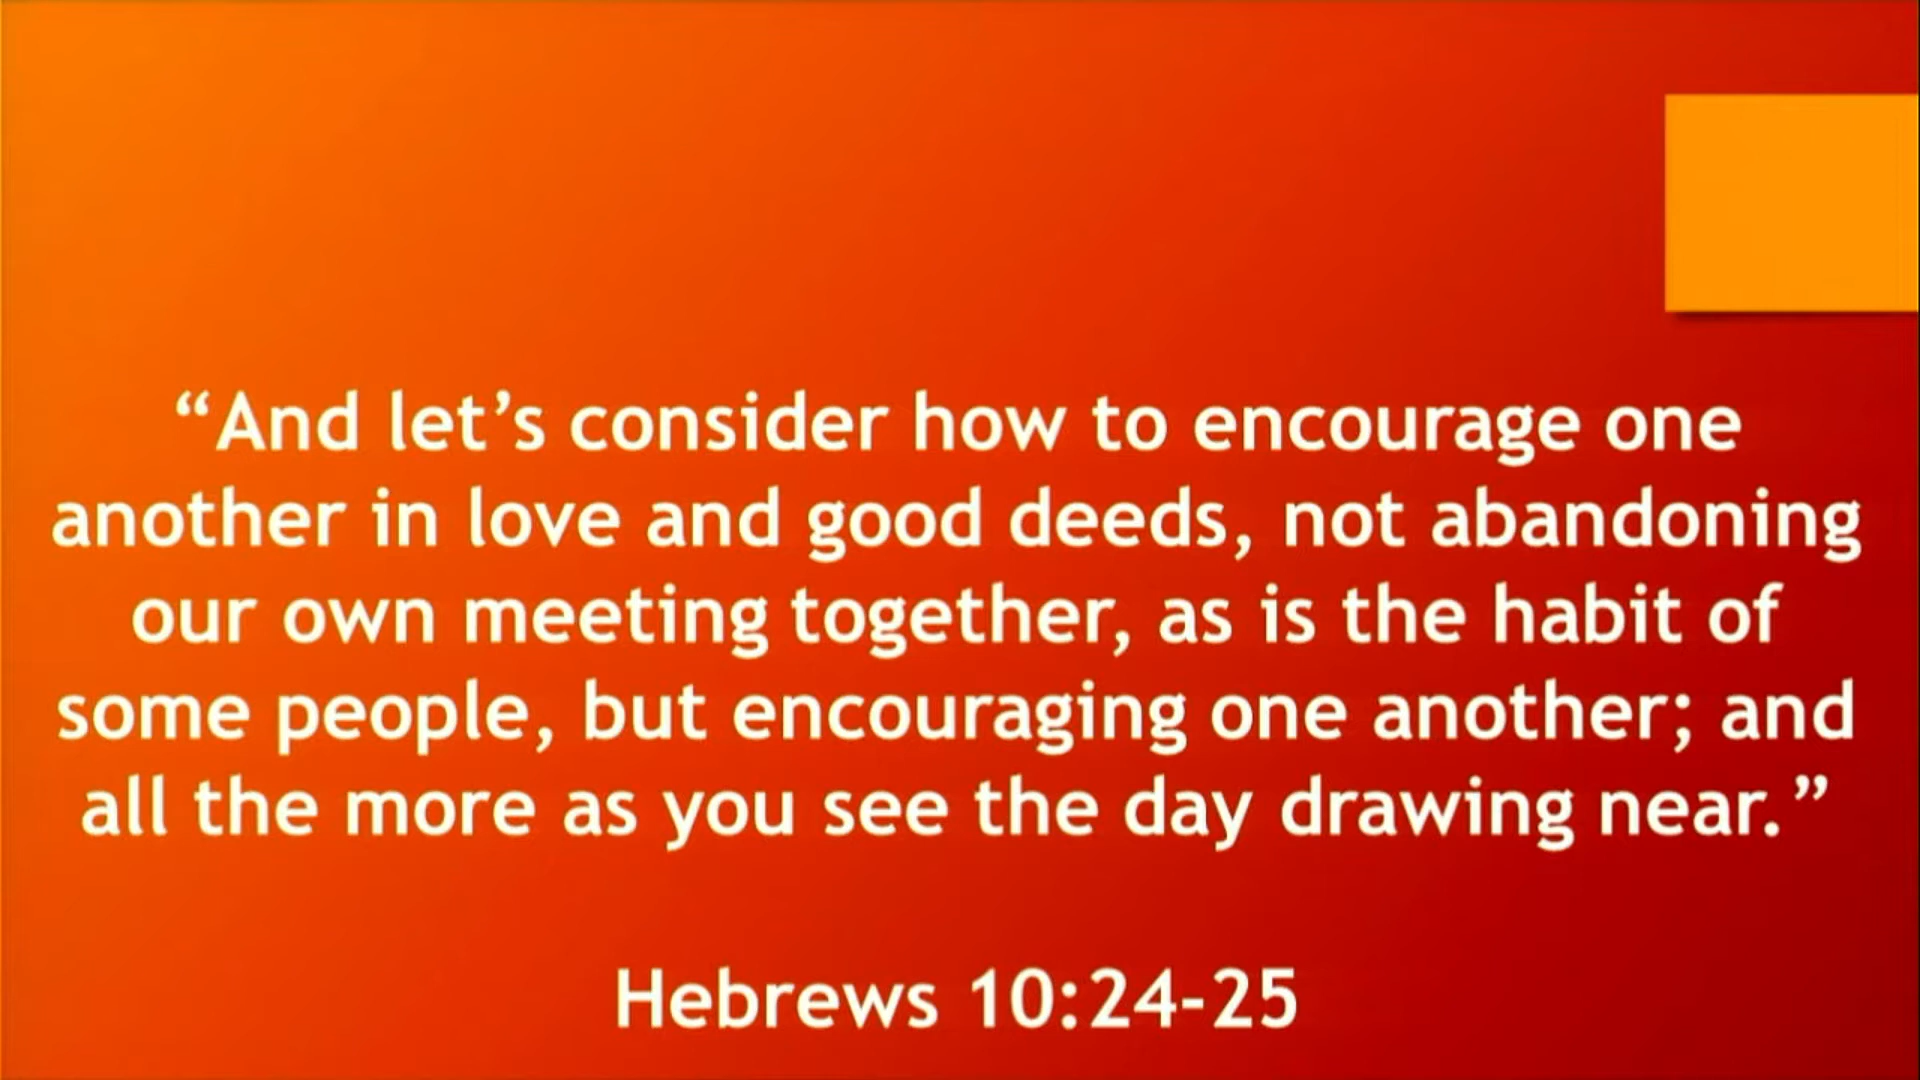 “And let’s consider how to encourage one
another in love and good deeds, not abandoning
our own meeting together, as is the habit of
some people, but encouraging one another; and
all the more as you see the day drawing near.”
Hebrews 10:24-25